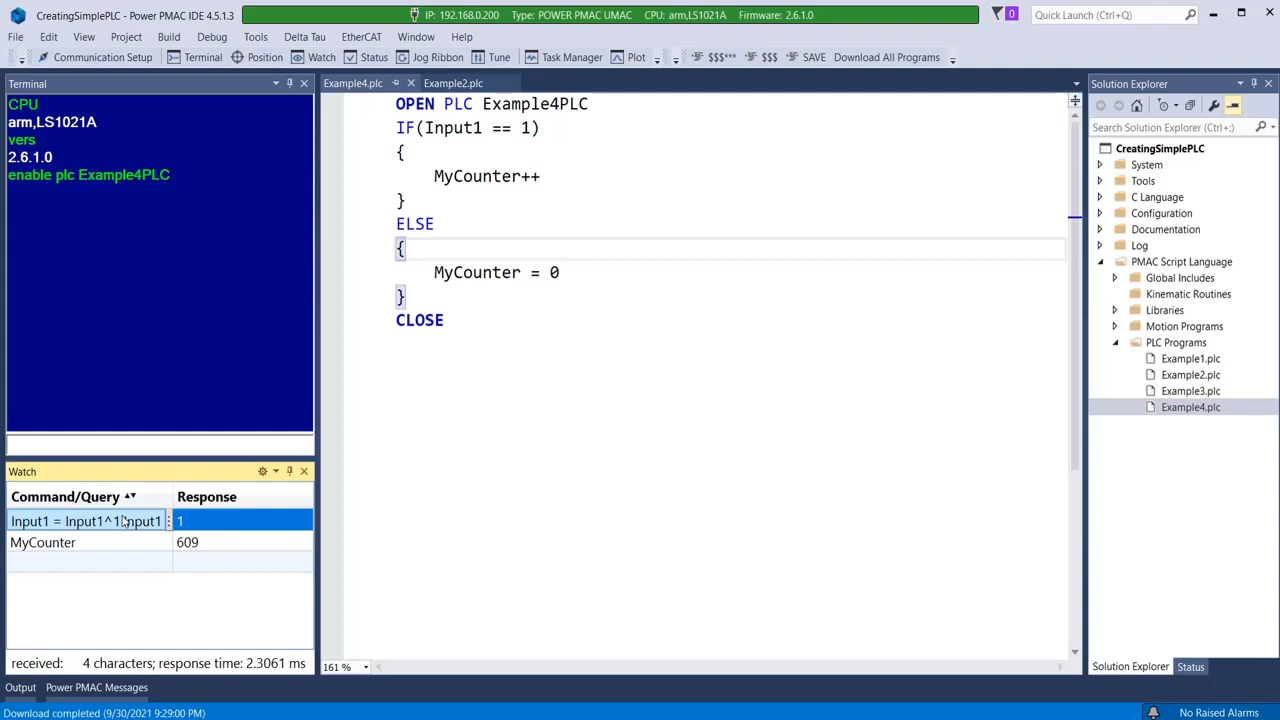 CreatingSimplePLC - Power PMAC IDE 4.5.1.3
IP: 192.168.0.200 Type: POWER PMAC UMAC CPU: arm,LS1021A Firmware: 2.6.1.0
0
Quick Launch (Ctrl+Q)
File Edit View Project Build Debug Tools Delta Tau EtherCAT Window Help
Communication Setup Terminal Position Watch Status Jog Ribbon Tune Task Manager Plot $$$*** $$$ SAVE Download All Programs
Terminal
CPU
arm,LS1021A
vers
2.6.1.0
enable plc Example4PLC
Watch
Command/Query Response
Input1 = Input1^1Input1 1
MyCounter 609
received: 4 characters; response time: 2.3061 ms
Output Power PMAC Messages
Download completed (9/30/2021 9:29:00 PM)
Example4.plc Example2.plc
OPEN PLC Example4PLC
IF(Input1 == 1)
{
MyCounter++
}
ELSE
{
MyCounter = 0
}
CLOSE
161 %
Solution Explorer
Search Solution Explorer (Ctrl+;)
CreatingSimplePLC
System
Tools
C Language
Configuration
Documentation
Log
PMAC Script Language
Global Includes
Kinematic Routines
Libraries
Motion Programs
PLC Programs
Example1.plc
Example2.plc
Example3.plc
Example4.plc
Solution Explorer Status
No Raised Alarms